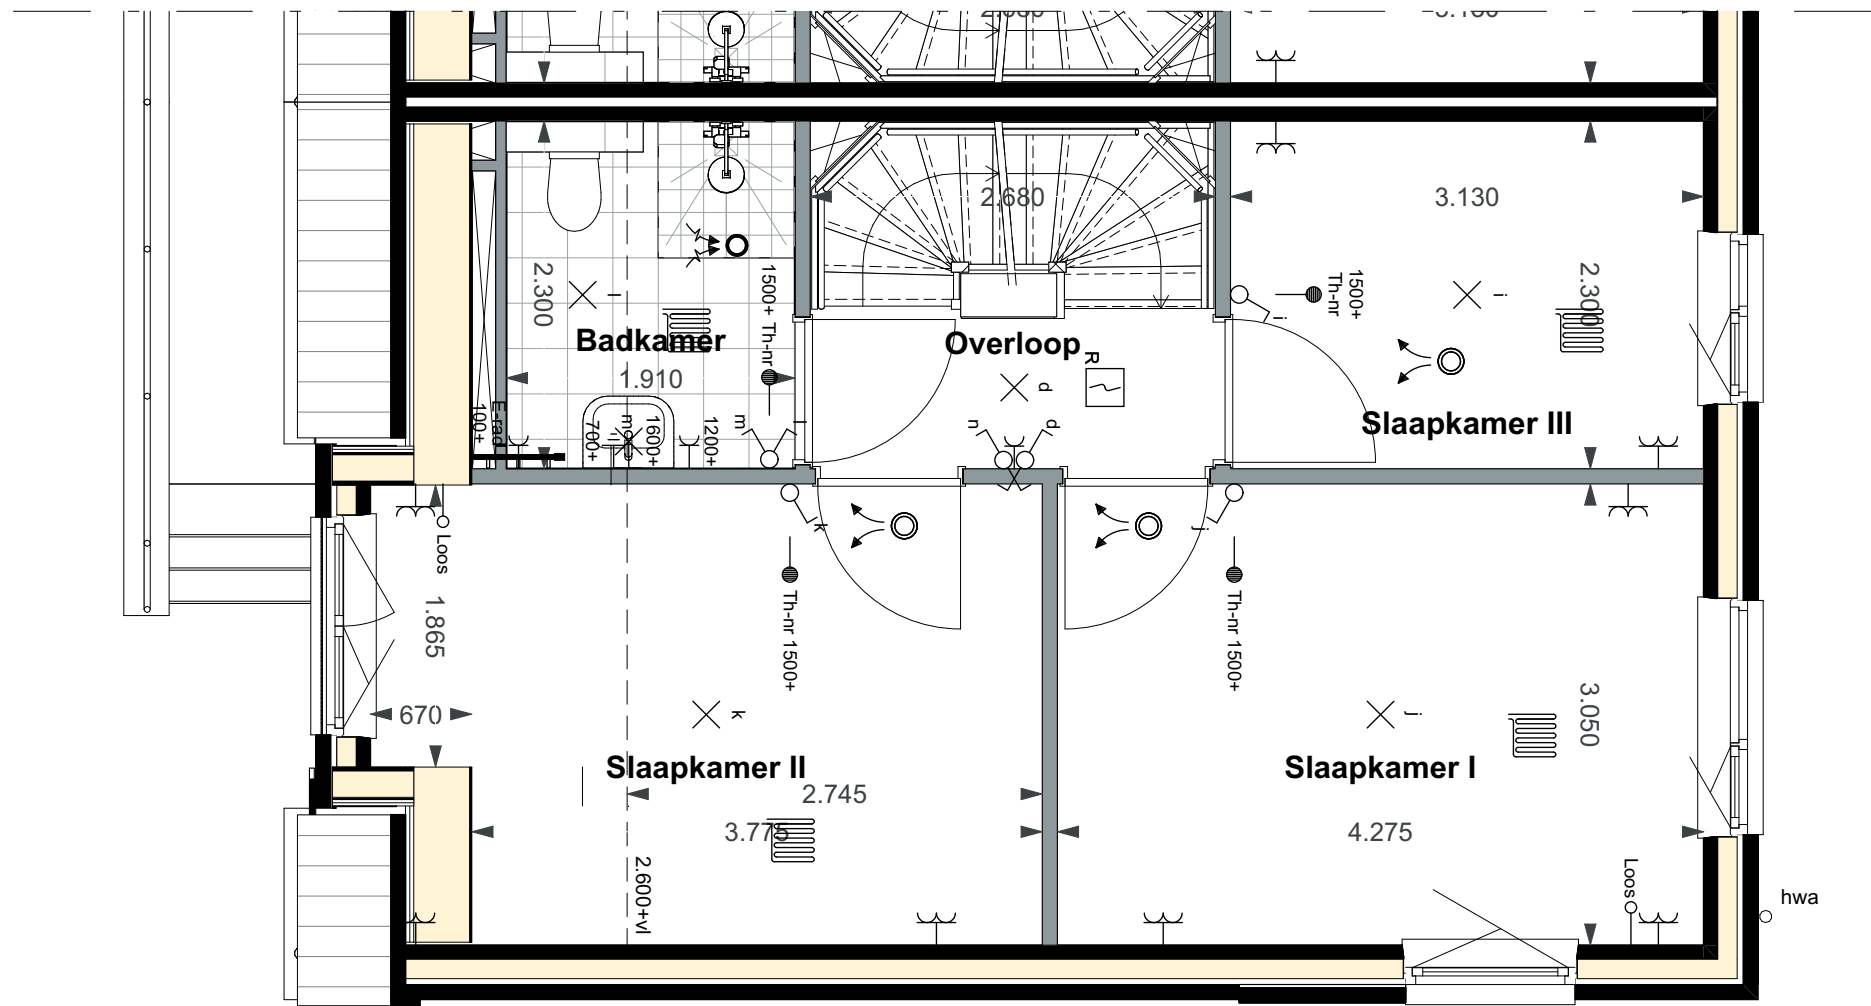 2.680
3.130
2.300
1500+ Th-nr
l
Badkamer
1.910
E-rad
100+
700+
m
1600+
1200+
m
l
Overloop
R
d
n
d
1500+
Th-nr
i
i
2.300
Slaapkamer III
Loos
1.865
670
k
Th-nr 1500+
k
Slaapkamer II
2.745
3.775
2.600+vl
j
Th-nr 1500+
j
3.050
Slaapkamer I
4.275
Loos
hwa